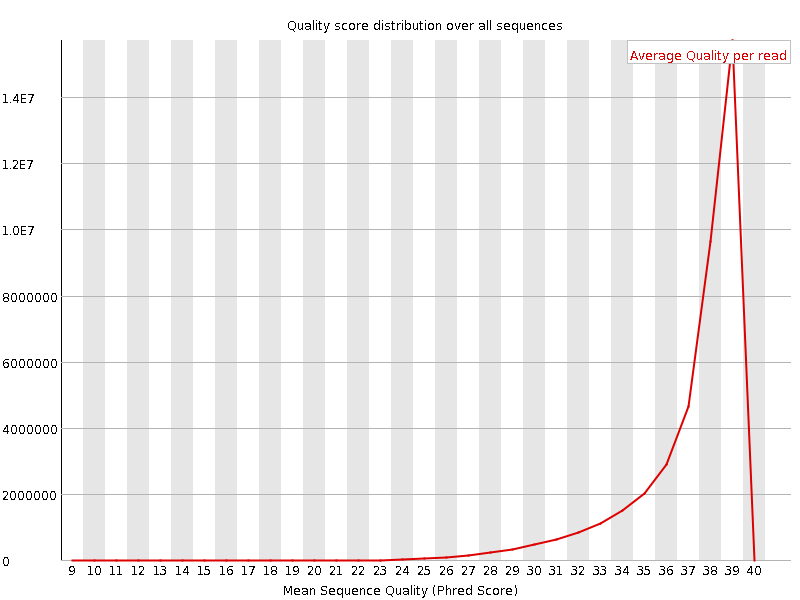 Quality score distribution over all sequences
Average Quality per read
1.4E7
1.2E7
1.0E7
8000000
6000000
4000000
2000000
0
9 10 11 12 13 14 15 16 17 18 19 20 21 22 23 24 25 26 27 28 29 30 31 32 33 34 35 36 37 38 39 40
Mean Sequence Quality (Phred Score)